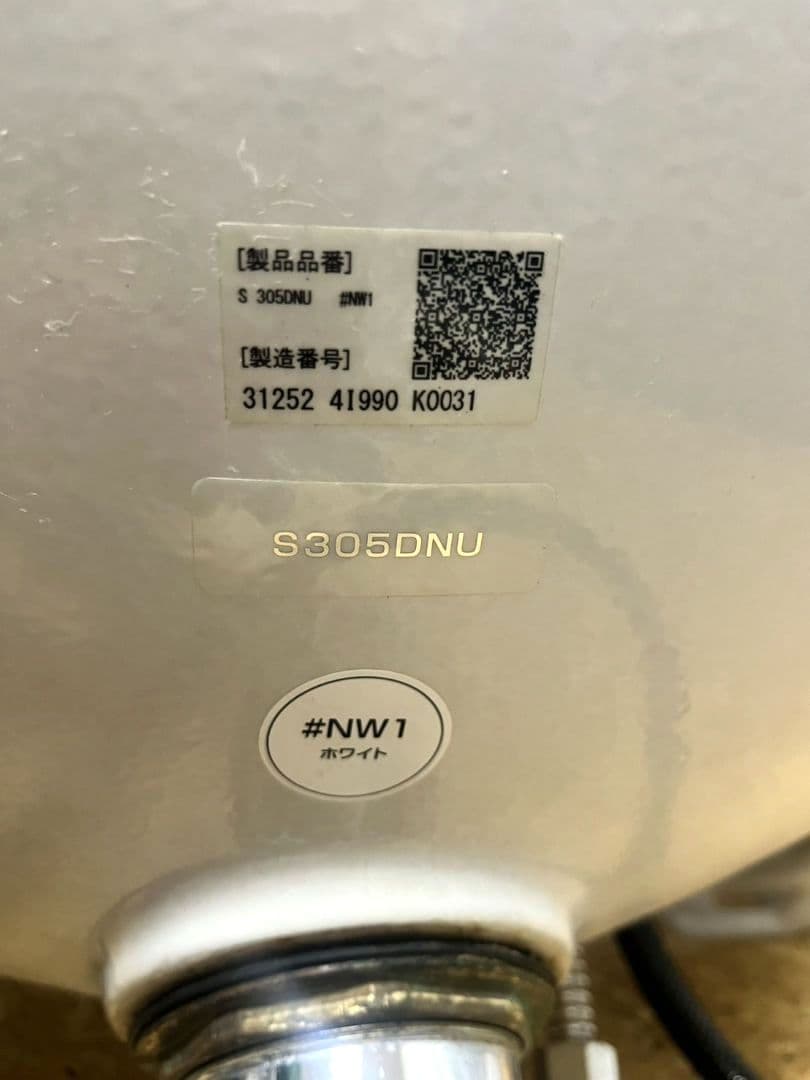 [製品品番]
S 305DNU #NW1
[製造番号]
31252 4I990 K0031
S305DNU
#NW1
ホワイト